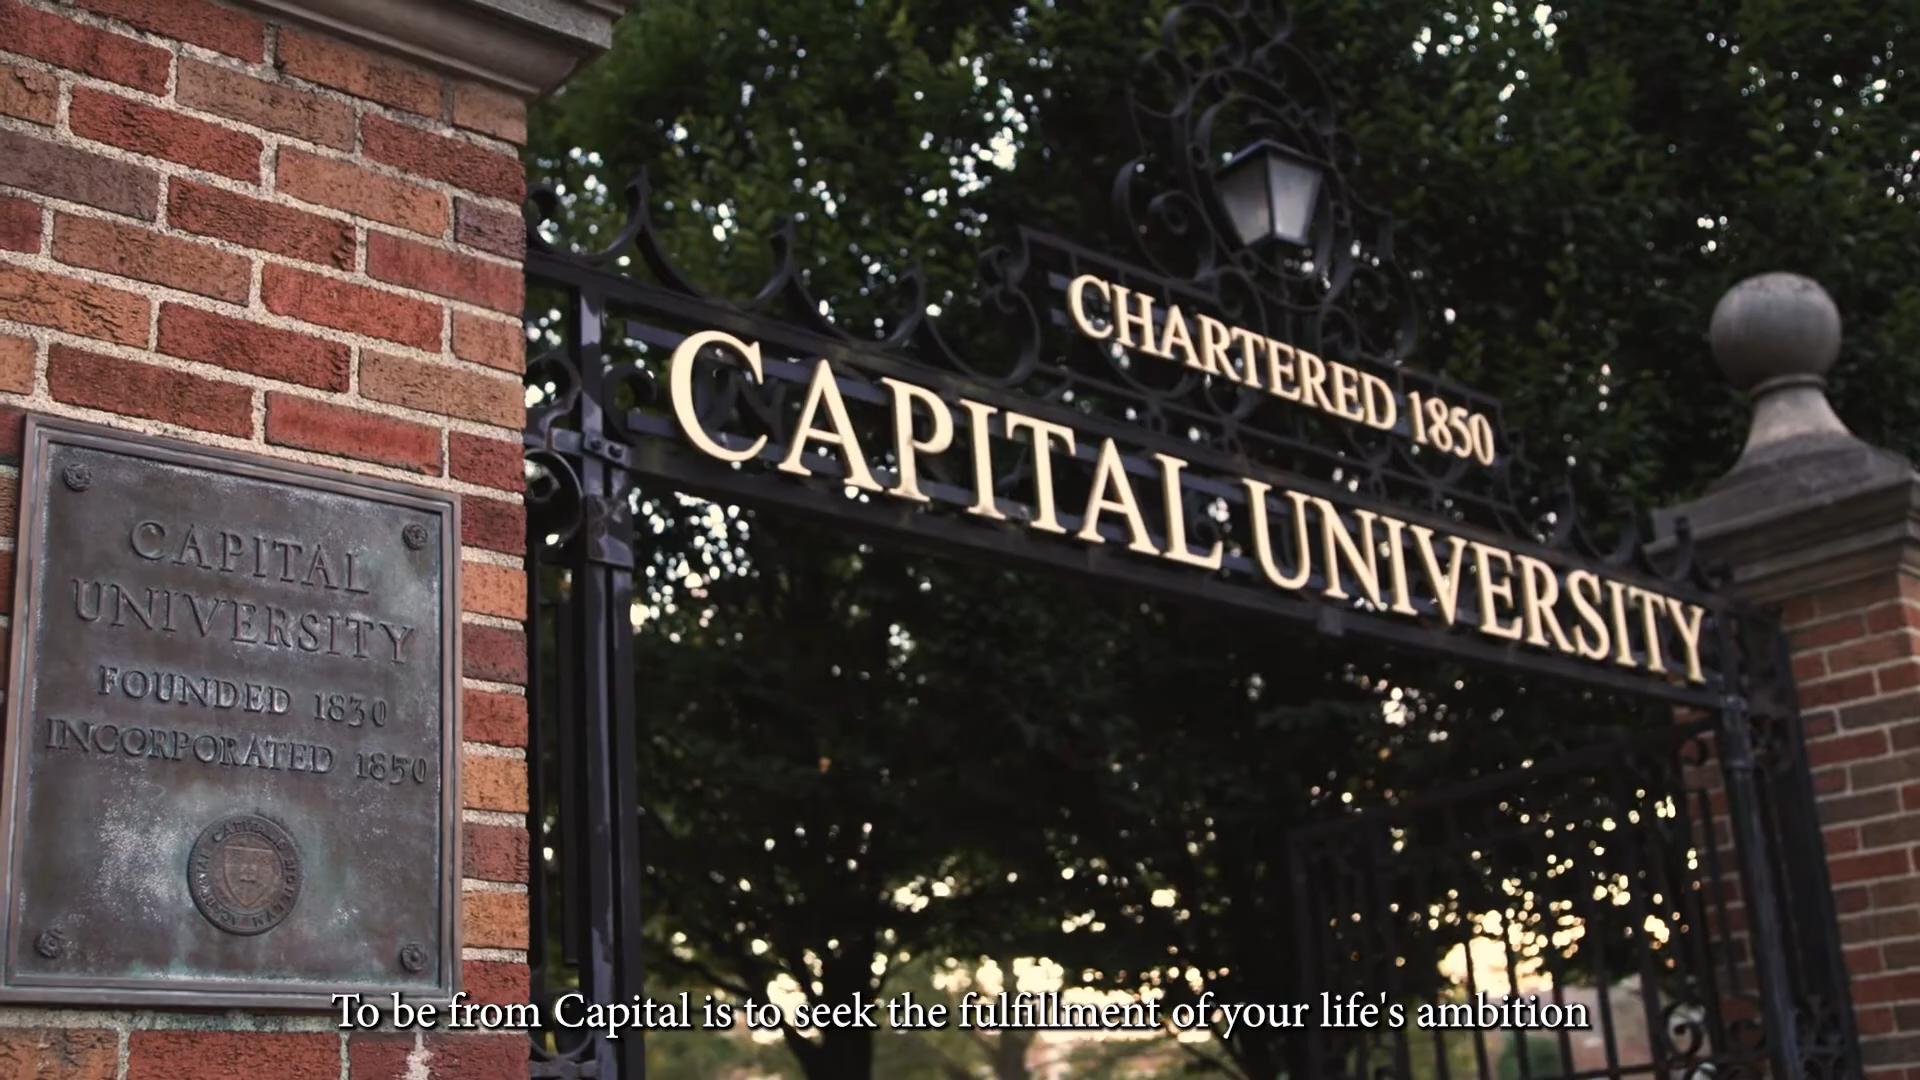 CAPITAL
UNIVERSITY
FOUNDED 1830
INCORPORATED 1850
CHARTERED 1850
CAPITAL UNIVERSITY
To be from Capital is to seek the fulfillment of your life's ambition